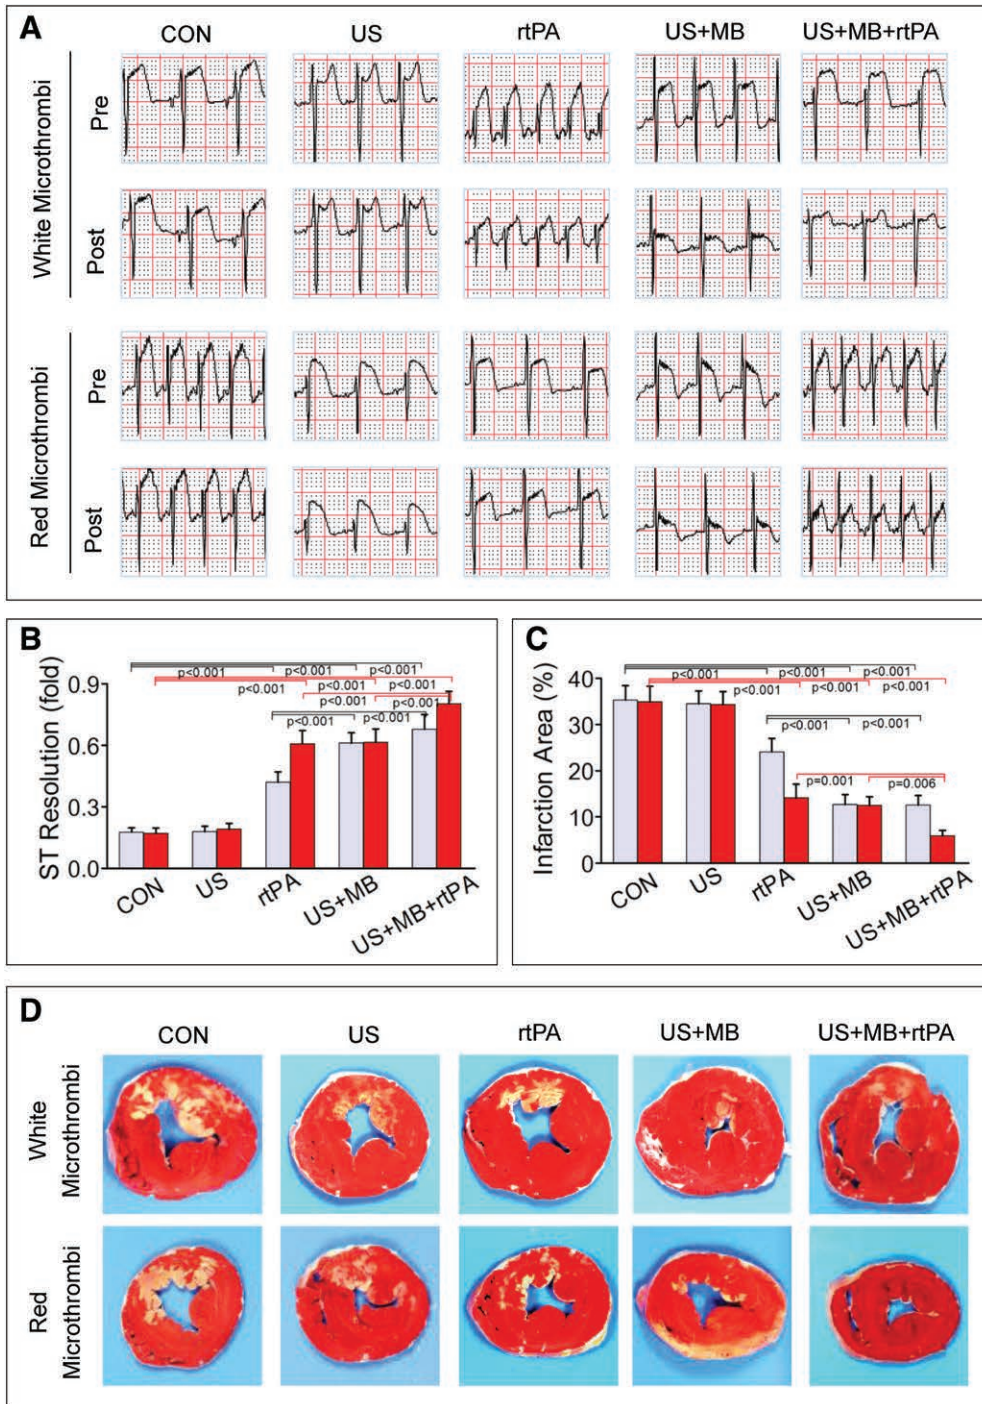 A
CON US rtPA US+MB US+MB+rtPA
White Microthrombi
Pre
Post
Red Microthrombi
Pre
Post
B
ST Resolution (fold)
p<0.001 p<0.001 p<0.001
p<0.001 p<0.001 p<0.001
p<0.001 p<0.001
p<0.001 p<0.001
0.9
0.6
0.3
0.0
CON US rtPA US+MB US+MB+rtPA
C
Infarction Area (%)
p<0.001 p<0.001 p<0.001
p<0.001 p<0.001 p<0.001
p<0.001 p<0.001
p=0.001 p=0.006
40
30
20
10
0
CON US rtPA US+MB US+MB+rtPA
D
CON US rtPA US+MB US+MB+rtPA
White
Microthrombi
Red
Microthrombi